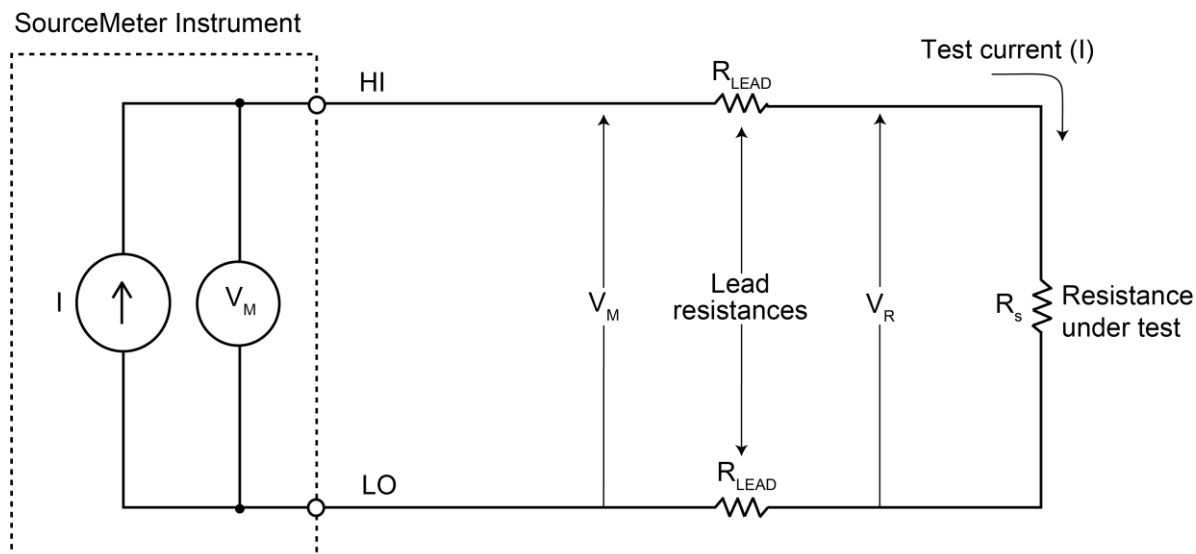 SourceMeter Instrument
Test current (I)
HI
R_LEAD
I
V_M
V_M
Lead
resistances
V_R
R_s
Resistance
under test
LO
R_LEAD